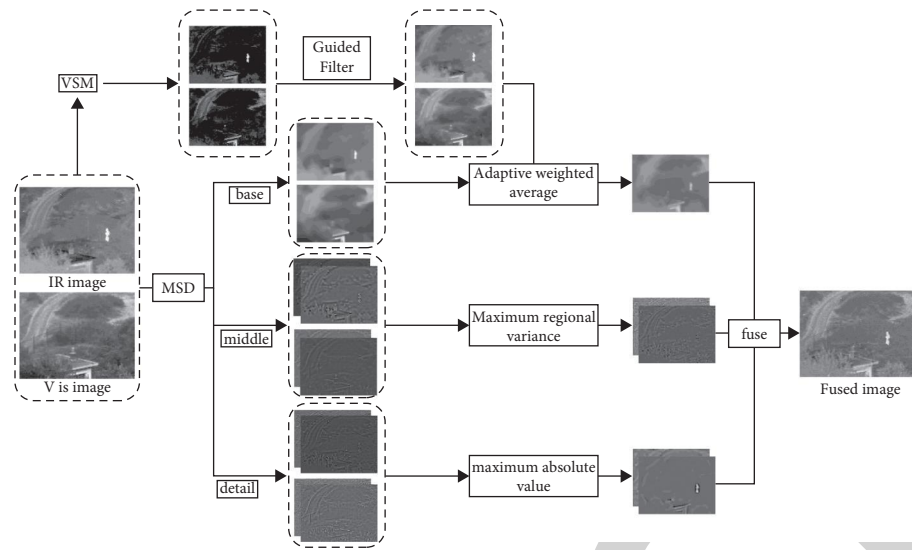 Guided
Filter
VSM
base
Adaptive weighted
average
IR image
MSD
middle
Maximum regional
variance
fuse
V is image
Fused image
detail
maximum absolute
value